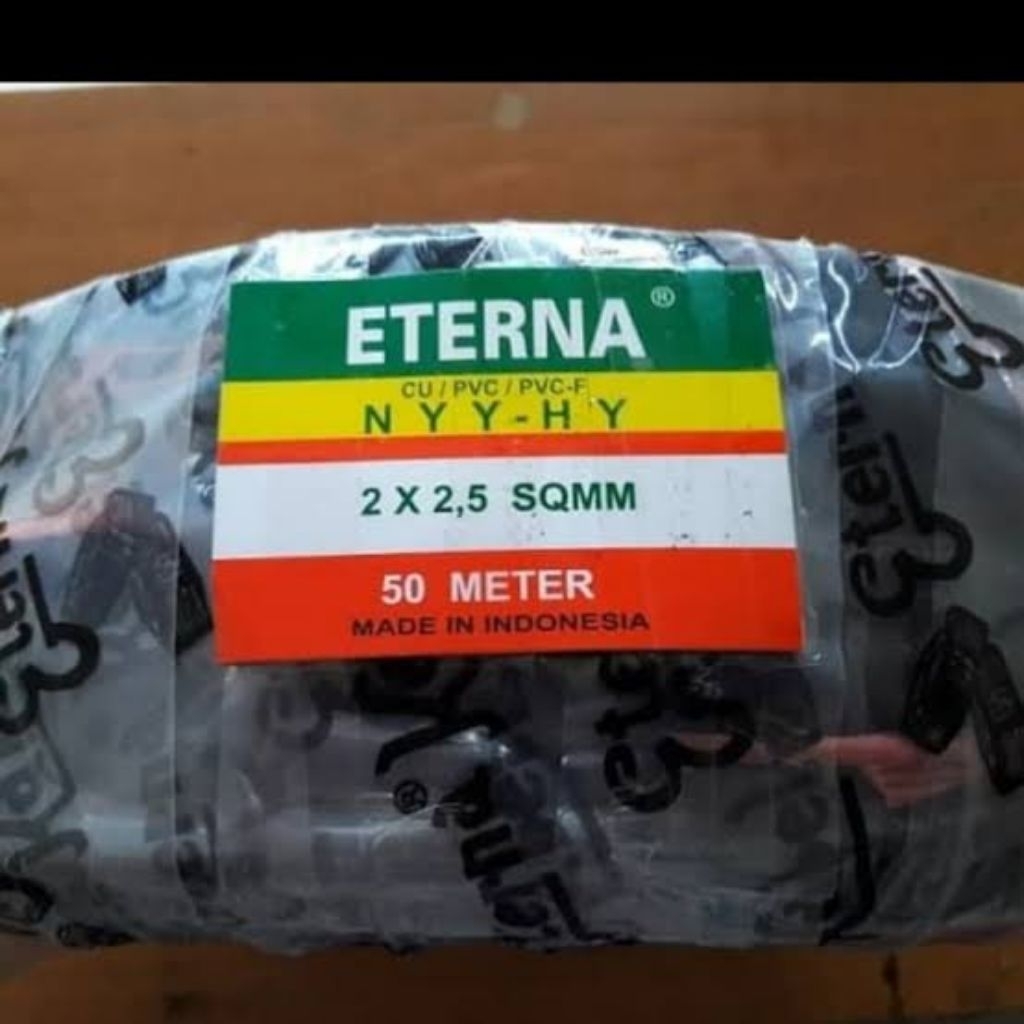 ETERNA ®
CU / PVC / PVC-F
NYY-HY
2 X 2,5 SQMM
50 METER
MADE IN INDONESIA